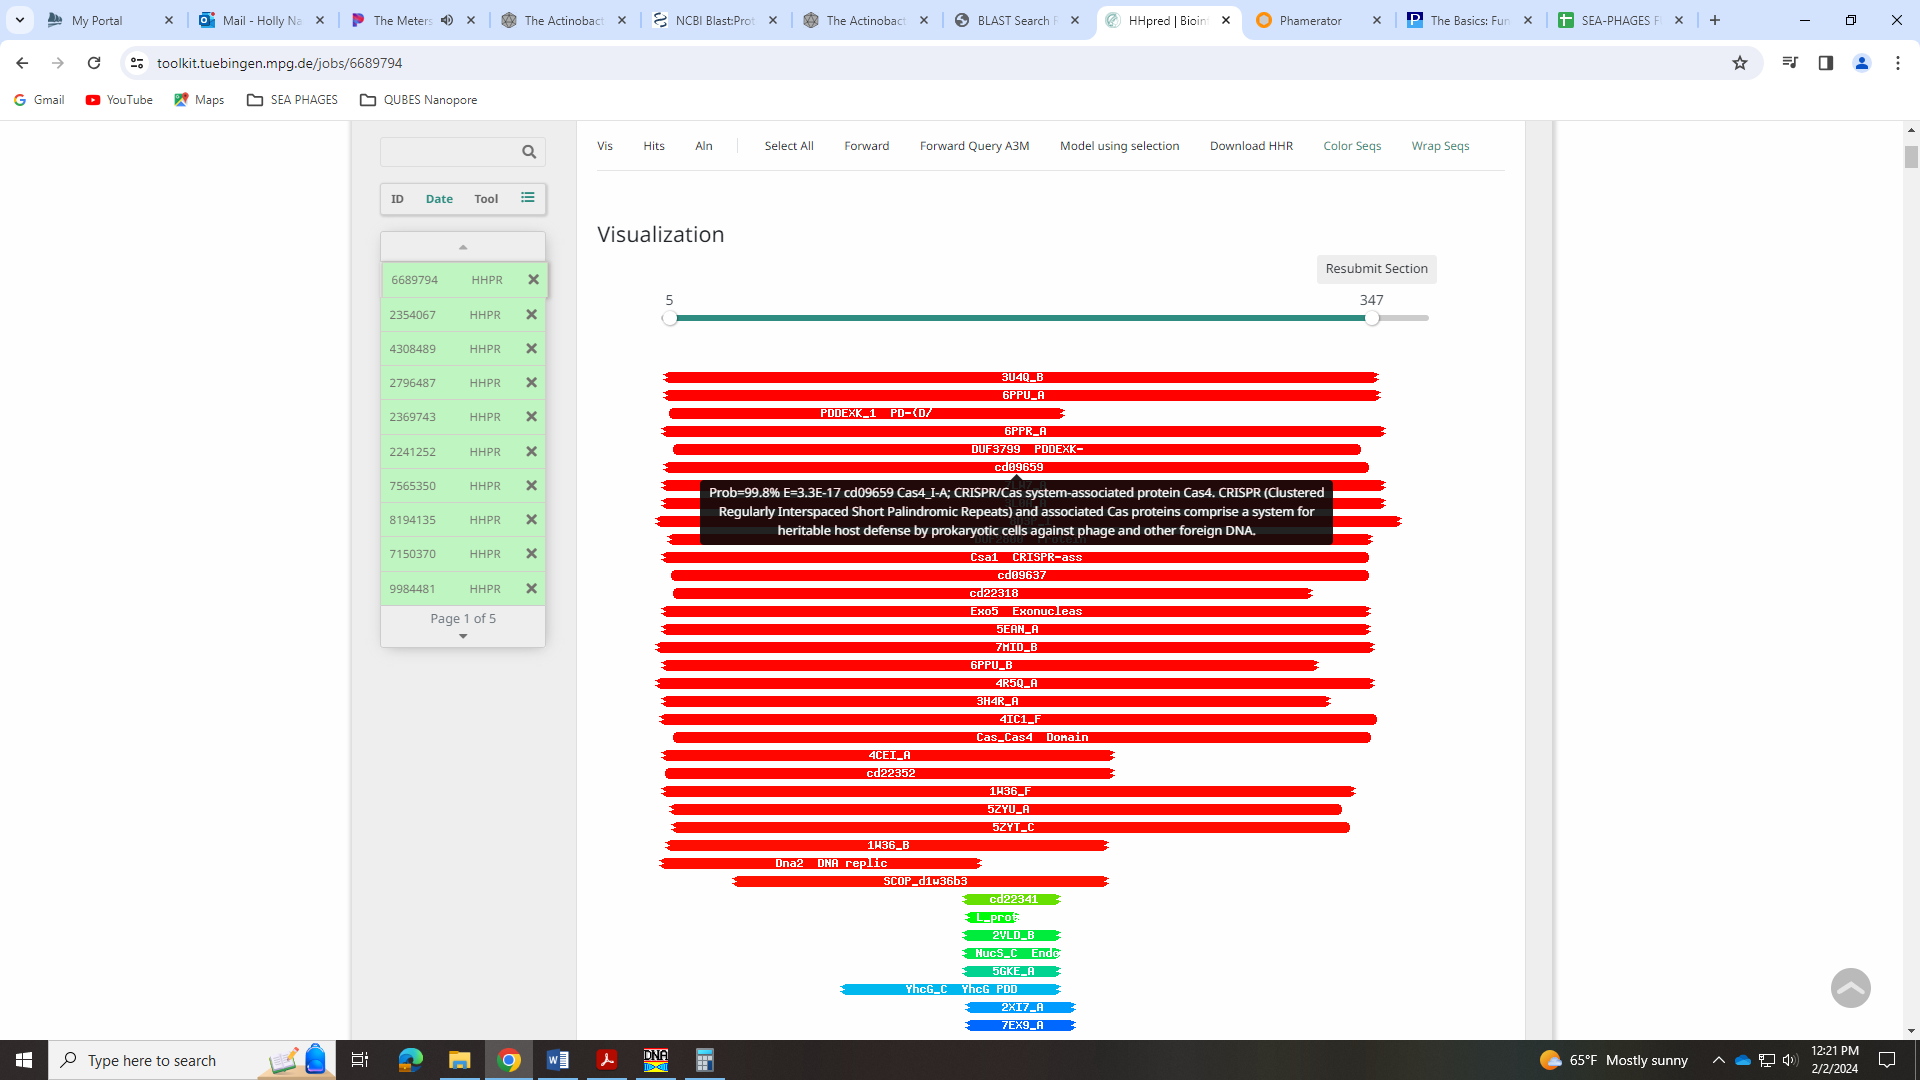 My Portal
Mail - Holly Na
The Meters
The Actinobact
NCBI Blast:Prot
The Actinobact
BLAST Search R
HHpred | Bioinf
Phamerator
The Basics: Fun
SEA-PHAGES F
toolkit.tuebingen.mpg.de/jobs/6689794
Gmail
YouTube
Maps
SEA PHAGES
QUBES Nanopore
Vis Hits Aln Select All Forward Forward Query A3M Model using selection Download HHR Color Seqs Wrap Seqs
ID Date Tool
6689794 HHPR
2354067 HHPR
4308489 HHPR
2796487 HHPR
2369743 HHPR
2241252 HHPR
7565350 HHPR
8194135 HHPR
7150370 HHPR
9984481 HHPR
Page 1 of 5
Visualization
Resubmit Section
5 347
3U4Q_B
6PPU_A
PDDEXK_1 PD-(D/
6PPR_A
DUF3799 PDDEXK-
cd09659
Prob=99.8% E=3.3E-17 cd09659 Cas4_I-A; CRISPR/Cas system-associated protein Cas4. CRISPR (Clustered
Regularly Interspaced Short Palindromic Repeats) and associated Cas proteins comprise a system for
heritable host defense by prokaryotic cells against phage and other foreign DNA.
Csa1 CRISPR-ass
cd09637
cd22318
Exo5 Exonucleas
5EAN_A
7MID_B
6PPU_B
4R5Q_A
3H4R_A
4IC1_F
Cas_Cas4 Domain
4CEI_A
cd22352
1W36_F
5ZYU_A
5ZYT_C
1W36_B
Dna2 DNA replic
SCOP_d1w36b3
cd22341
L_prot
2VLD_B
NucS_C Endo
5GKE_A
YhcG_C YhcG PDD
2XI7_A
7EX9_A
Type here to search
DNA
65°F Mostly sunny
12:21 PM
2/2/2024